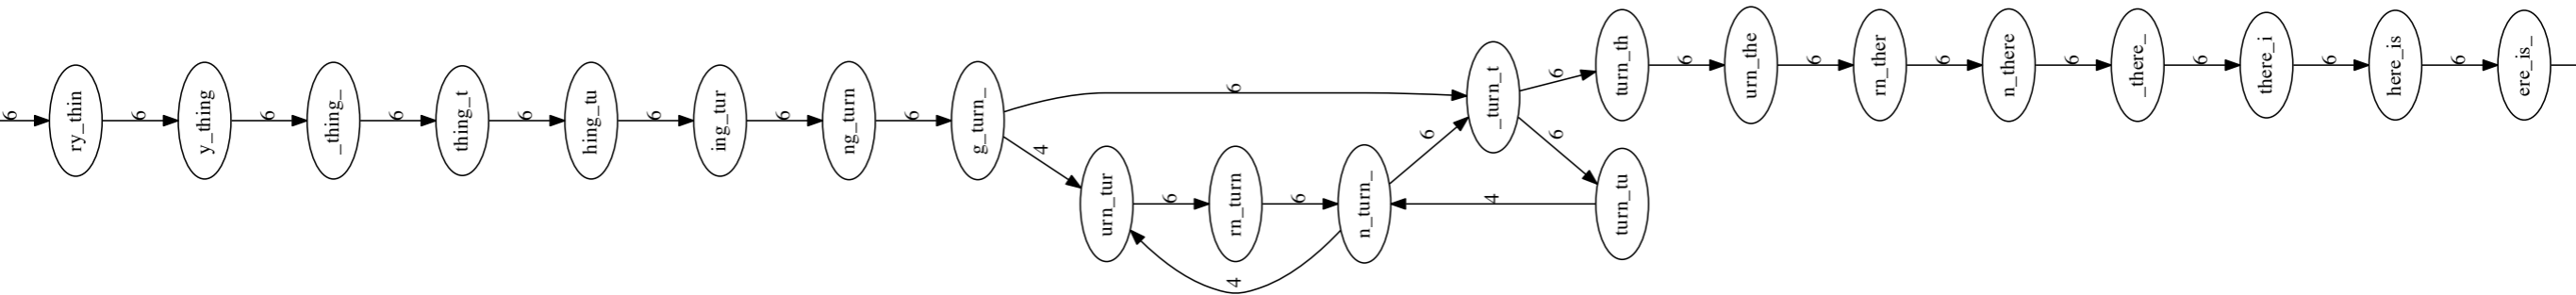 6
ry_thin
6
y_thing
6
_thing_
6
thing_t
6
hing_tu
6
ing_tur
6
ng_turn
6
g_turn_
6
4
urn_tur
6
rn_turn
6
n_turn_
6
4
_turn_t
6
6
turn_th
turn_tu
4
6
urn_the
6
rn_ther
6
n_there
6
_there_
6
there_i
6
here_is
6
ere_is_